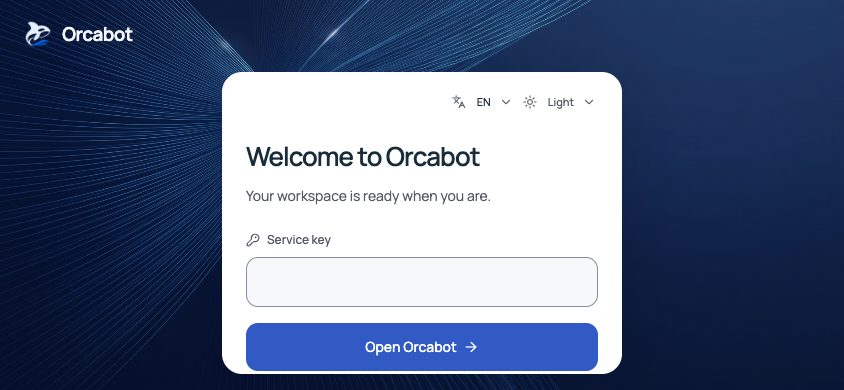 Orcabot
EN
Light
Welcome to Orcabot
Your workspace is ready when you are.
Service key
Open Orcabot